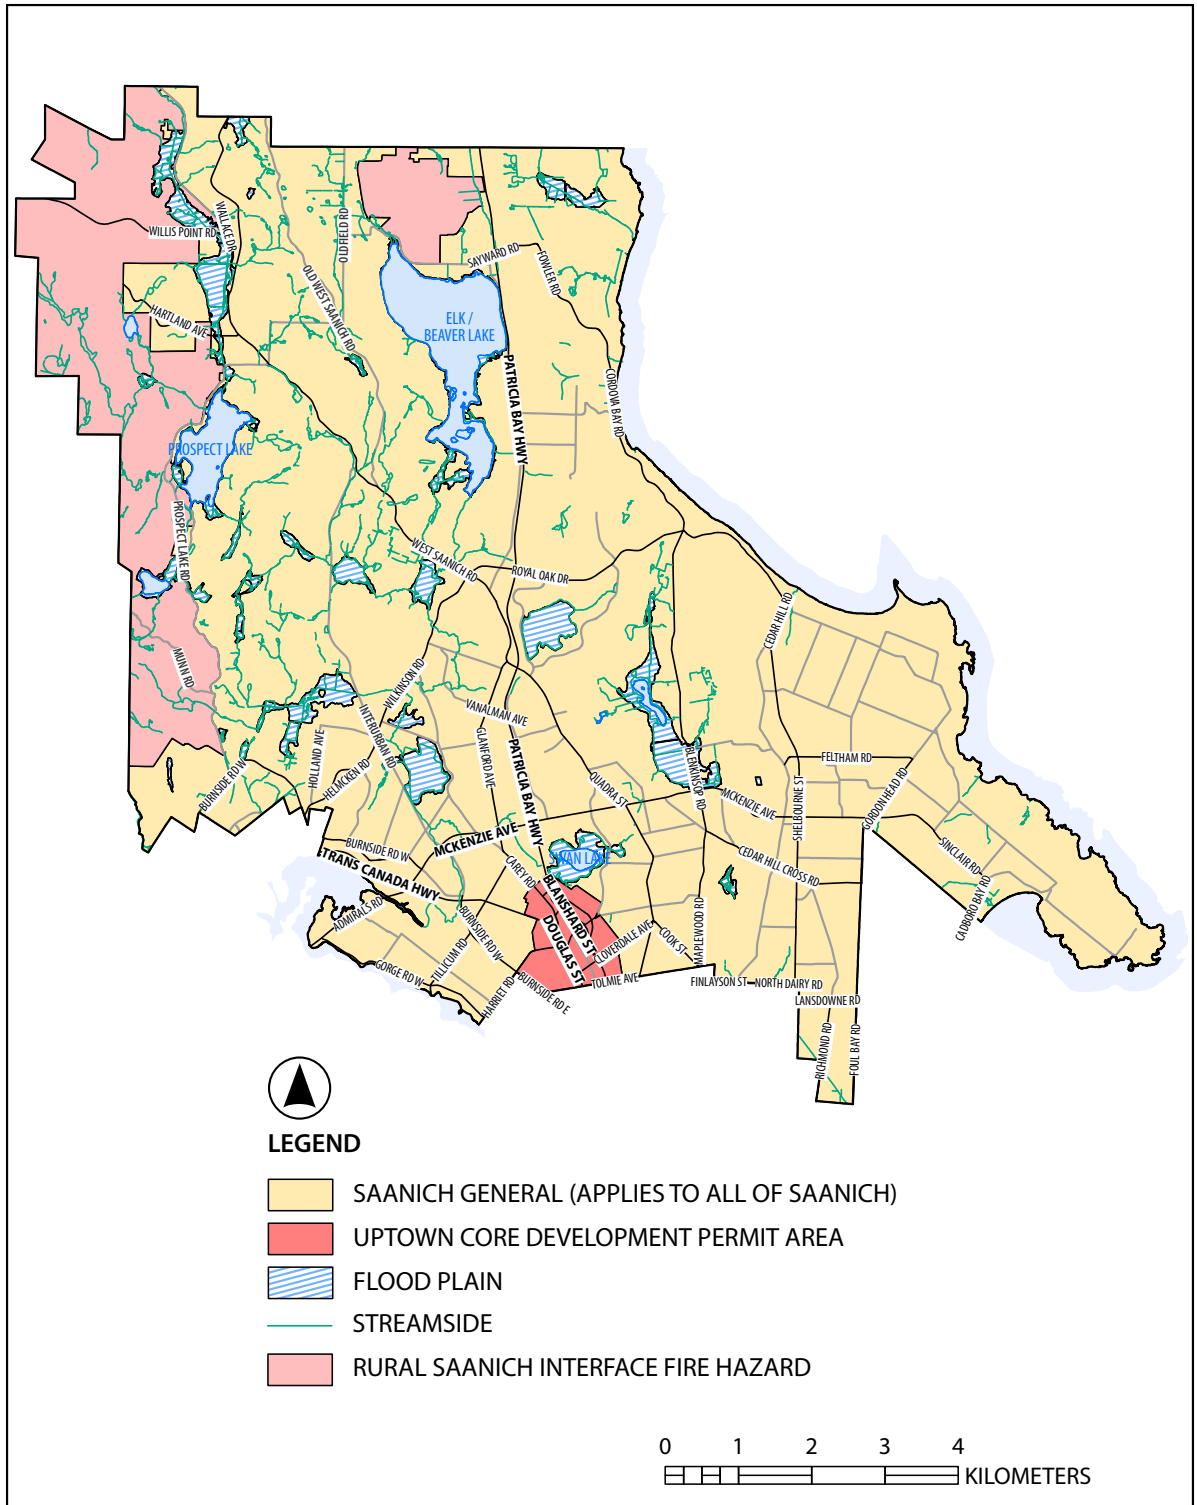 WILLIS POINT RD
WALLACE DR
OLDFIELD RD
SAYWARD RD
FOWLER RD
OLD WEST SAANICH RD
HARTLAND AVE
ELK /
BEAVER LAKE
PATRICIA BAY HWY
CORDOVA BAY RD
PROSPECT LAKE
PROSPECT LAKE RD
WEST SAANICH RD
ROYAL OAK DR
CEDAR HILL RD
MUNN RD
WILKINSON RD
INTERURBAN RD
VANALMAN AVE
GLANFORD AVE
PATRICIA BAY HWY
HOLLAND AVE
HELMCKEN RD
BURNSIDE RD W
QUADRA ST
BLENKINSOP RD
FELTHAM RD
MCKENZIE AVE
SHELBOURNE ST
GORDON HEAD RD
SINCLAIR RD
CADBORO BAY RD
MCKENZIE AVE
BURNSIDE RD W
TRANS CANADA HWY
CAREY RD
SWAN LAKE
CEDAR HILL CROSS RD
ADMIRALS RD
BLANSHARD ST
DOUGLAS ST
CLOVERDALE AVE
COOK ST
MAPLEWOOD RD
BURNSIDE RD W
TILLICUM RD
GORGE RD W
HARRIET RD
BURNSIDE RD E
TOLMIE AVE
FINLAYSON ST
NORTH DAIRY RD
LANSDOWNE RD
RICHMOND RD
FOUL BAY RD
LEGEND
SAANICH GENERAL (APPLIES TO ALL OF SAANICH)
UPTOWN CORE DEVELOPMENT PERMIT AREA
FLOOD PLAIN
STREAMSIDE
RURAL SAANICH INTERFACE FIRE HAZARD
0 1 2 3 4
KILOMETERS